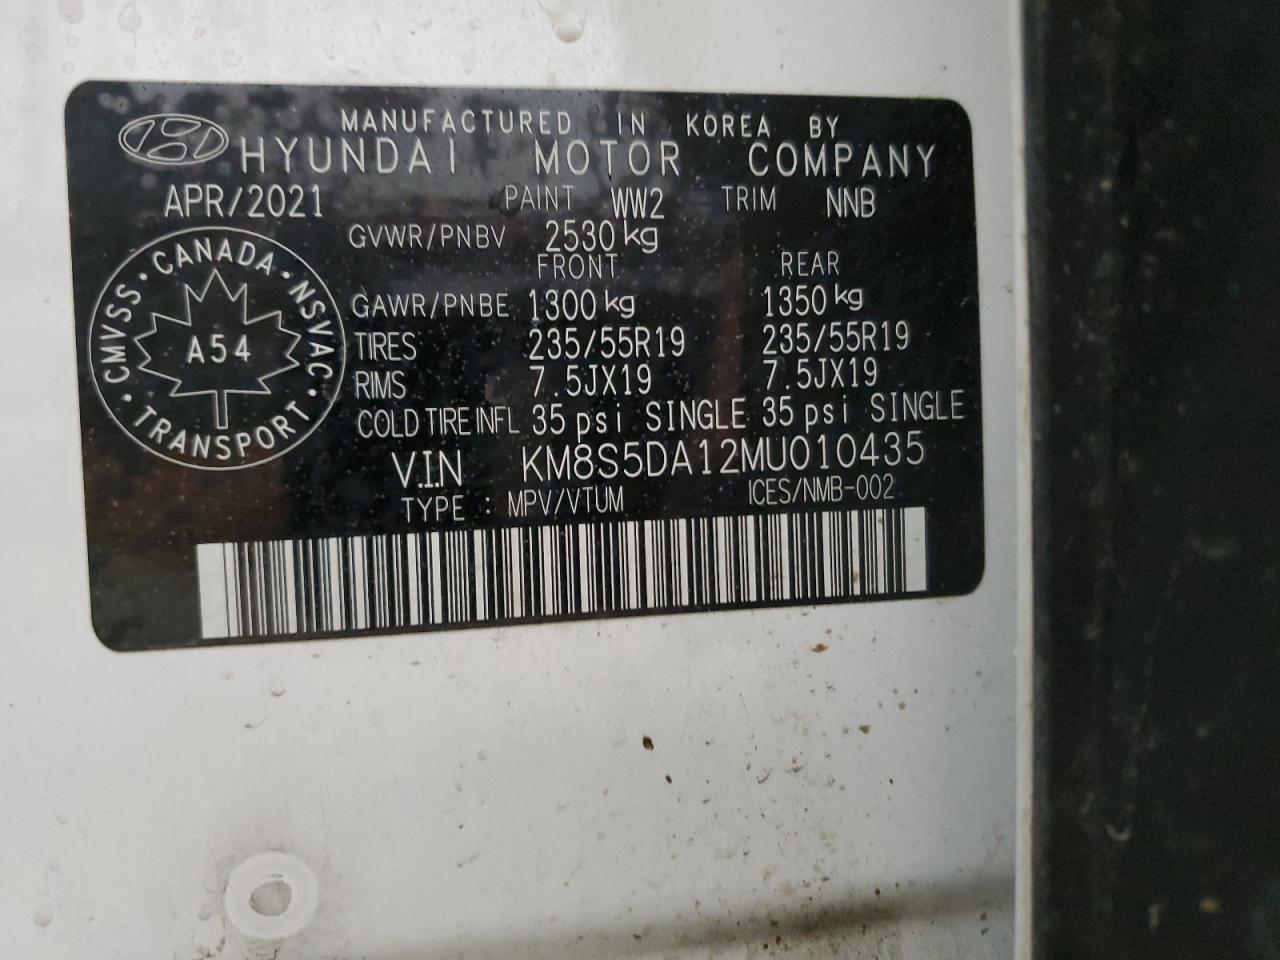 MANUFACTURED IN KOREA BY
HYUNDAI MOTOR COMPANY
APR/2021 PAINT WW2 TRIM NNB
GVWR/PNBV 2530 kg
FRONT REAR
GAWR/PNBE 1300 kg 1350 kg
TIRES 235/55R19 235/55R19
RIMS 7.5JX19 7.5JX19
COLD TIRE INFL 35 psi SINGLE 35 psi SINGLE
V.I.N KM8S5DA12MU010435
TYPE : MPV/VTUM ICES/NMB-002
CMVSS · CANADA · NSVAC · TRANSPORT ·
A54